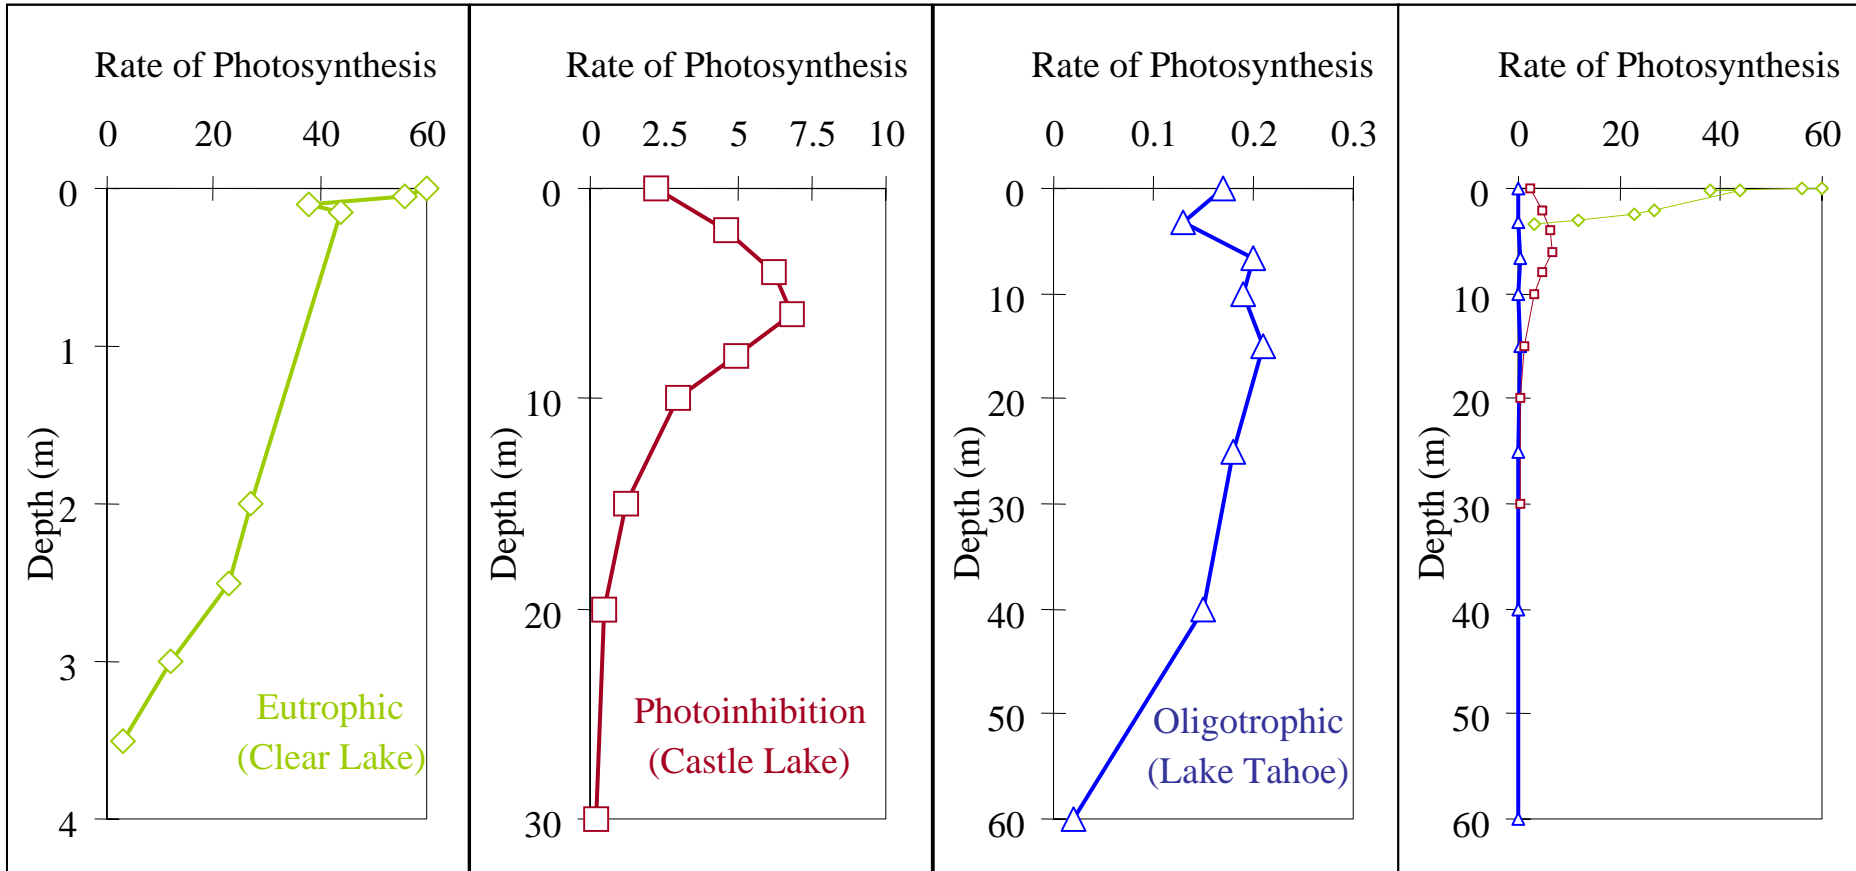 Rate of Photosynthesis
0 20 40 60
0
1
2
3
4
Depth (m)
Eutrophic
(Clear Lake)
Rate of Photosynthesis
0 2.5 5 7.5 10
0
10
20
30
Depth (m)
Photoinhibition
(Castle Lake)
Rate of Photosynthesis
0 0.1 0.2 0.3
0
10
20
30
40
50
60
Depth (m)
Oligotrophic
(Lake Tahoe)
Rate of Photosynthesis
0 20 40 60
0
10
20
30
40
50
60
Depth (m)